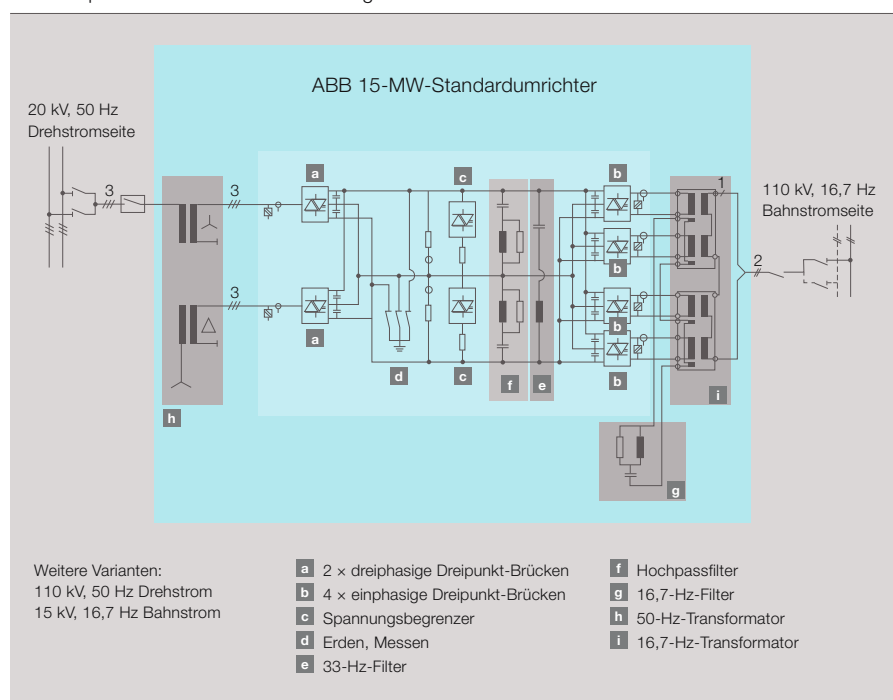 ABB 15-MW-Standardumrichter
20 kV, 50 Hz
Drehstromseite
3
3
3
a
a
c
c
d
f
e
b
b
b
b
1
110 kV, 16,7 Hz
Bahnstromseite
2
h
i
g
Weitere Varianten:
110 kV, 50 Hz Drehstrom
15 kV, 16,7 Hz Bahnstrom
a 2 × dreiphasige Dreipunkt-Brücken
b 4 × einphasige Dreipunkt-Brücken
c Spannungsbegrenzer
d Erden, Messen
e 33-Hz-Filter
f Hochpassfilter
g 16,7-Hz-Filter
h 50-Hz-Transformator
i 16,7-Hz-Transformator